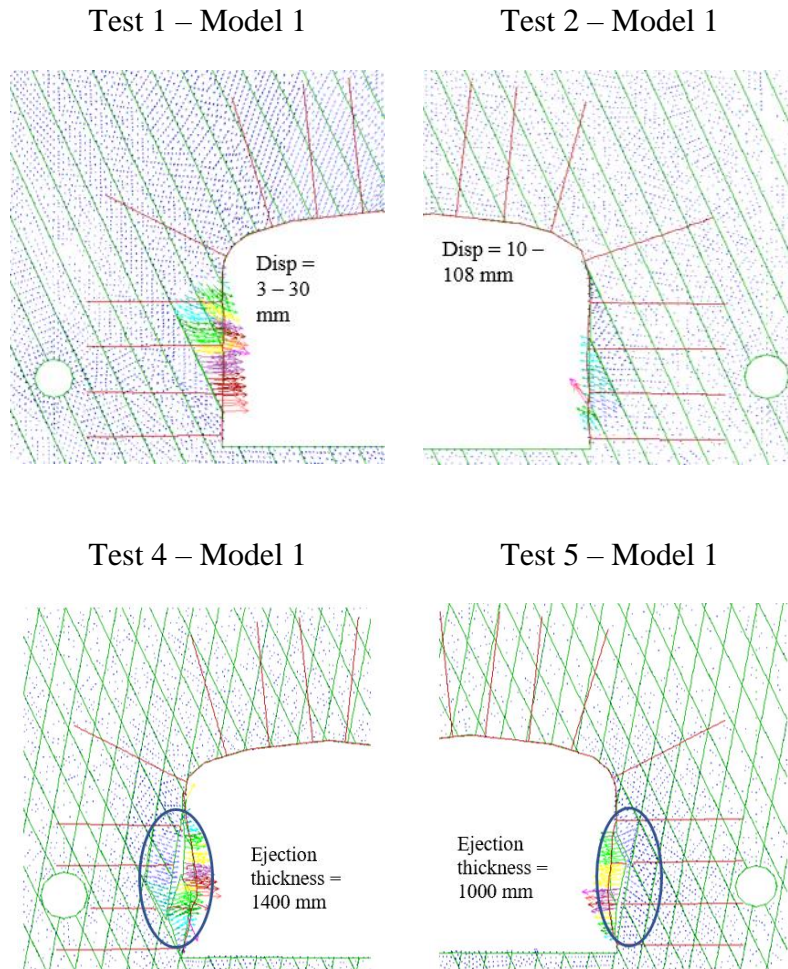 Test 1 – Model 1
Test 2 – Model 1
Disp =
3 – 30
mm
Disp = 10 –
108 mm
Test 4 – Model 1
Test 5 – Model 1
Ejection
thickness =
1400 mm
Ejection
thickness =
1000 mm